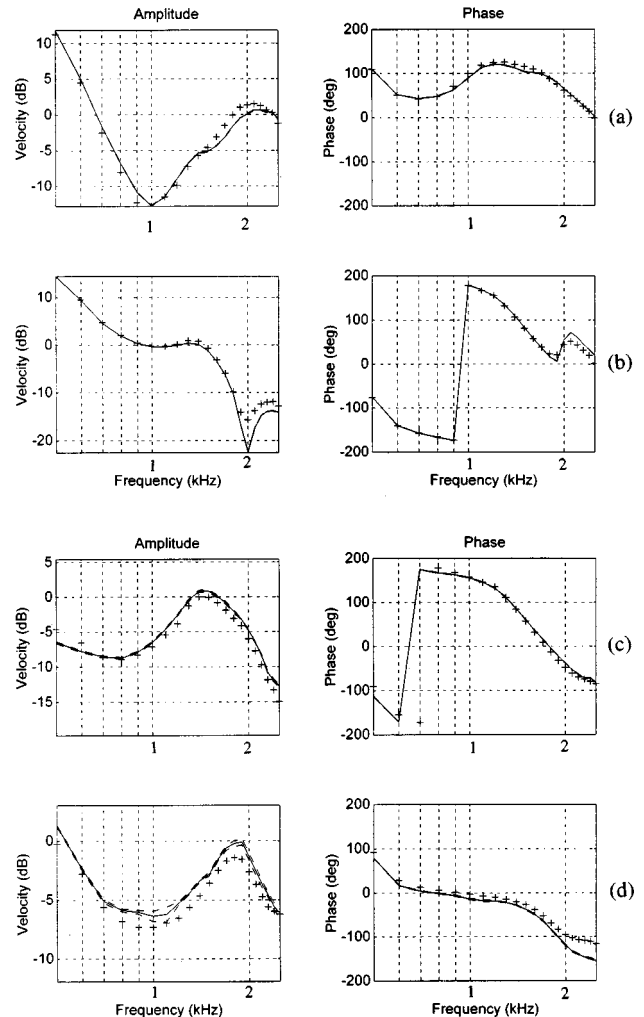 Amplitude
Phase
Velocity (dB)
10
5
0
-5
-10
1
2
Phase (deg)
200
100
0
-100
-200
1
2
(a)
Velocity (dB)
10
0
-10
-20
1
2
Frequency (kHz)
Phase (deg)
200
100
0
-100
-200
1
2
Frequency (kHz)
(b)
Amplitude
Phase
Velocity (dB)
5
0
-5
-10
-15
1
2
Phase (deg)
200
100
0
-100
-200
1
2
(c)
Velocity (dB)
0
-5
-10
1
2
Frequency (kHz)
Phase (deg)
200
100
0
-100
-200
1
2
Frequency (kHz)
(d)